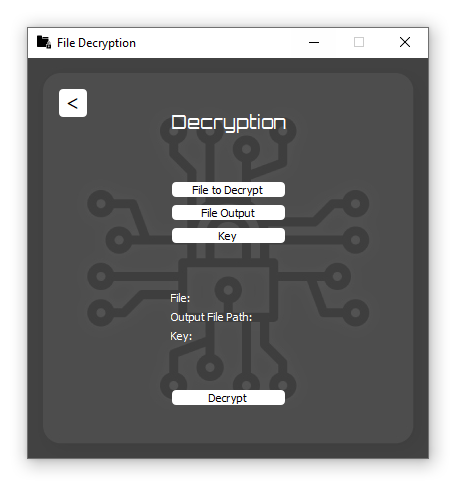 File Decryption
<
Decryption
File to Decrypt
File Output
Key
File:
Output File Path:
Key:
Decrypt